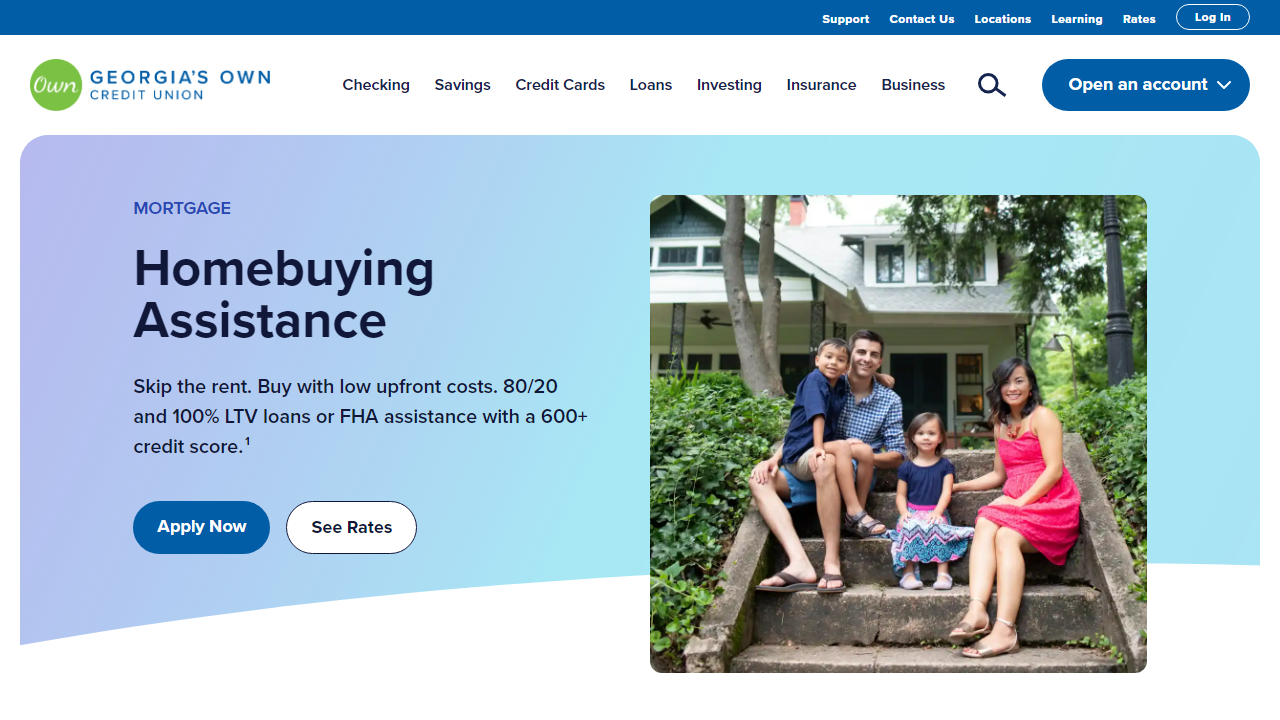 Support Contact Us Locations Learning Rates Log In
Own GEORGIA'S OWN
CREDIT UNION
Checking Savings Credit Cards Loans Investing Insurance Business Open an account
MORTGAGE
Homebuying
Assistance
Skip the rent. Buy with low upfront costs. 80/20
and 100% LTV loans or FHA assistance with a 600+
credit score.¹
Apply Now See Rates